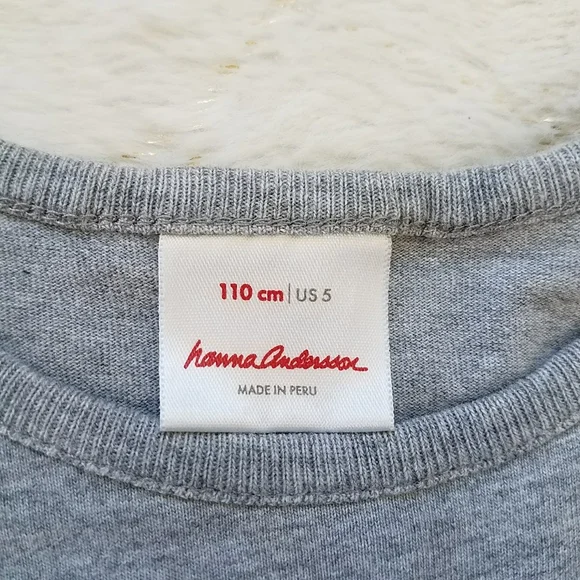 110 cm | US 5
hanna andersson
MADE IN PERU